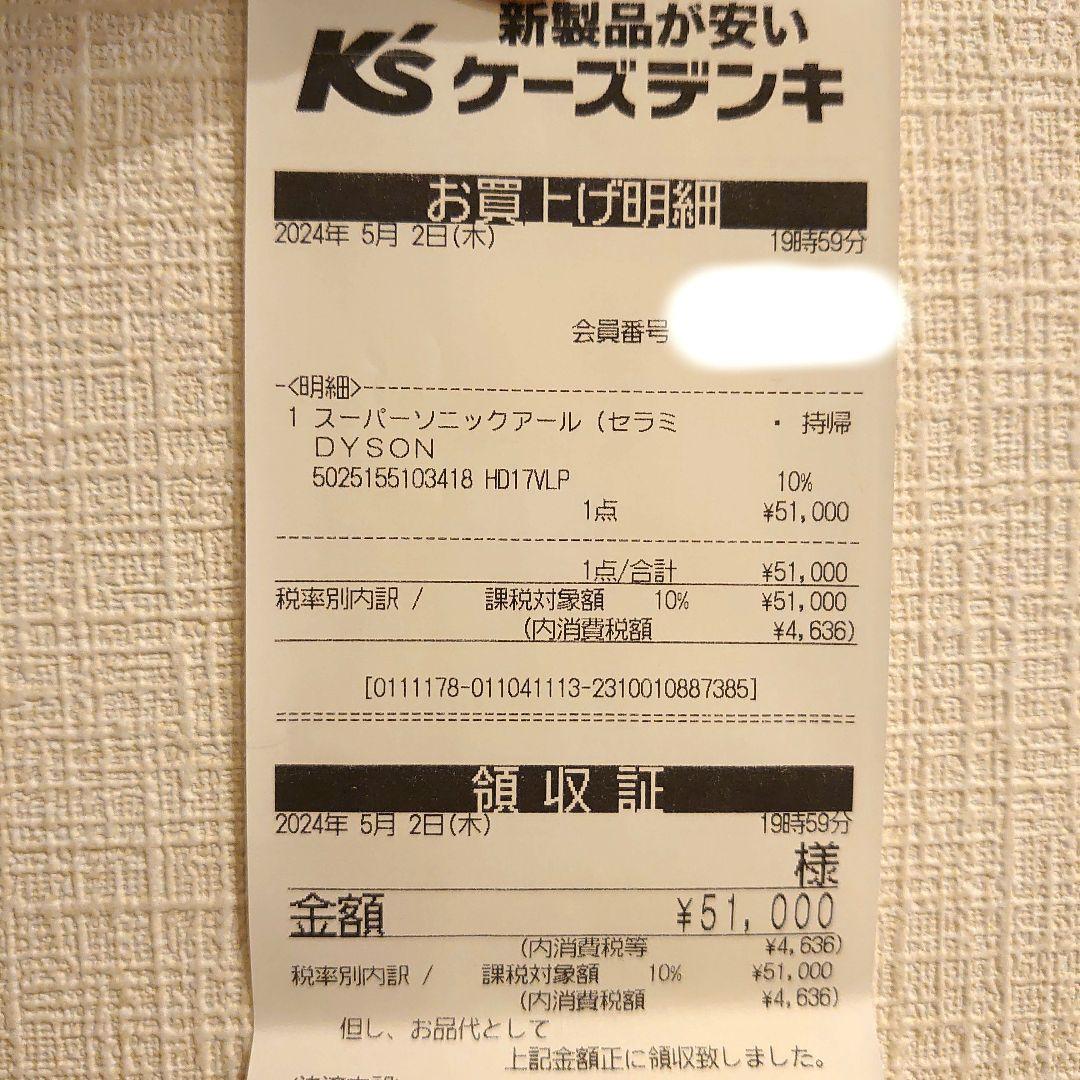 新製品が安い
K'sケーズデンキ
お買上げ明細
2024年 5月 2日(木) 19時59分
会員番号
-<明細>-
1 スーパーソニックアール (セラミ ・ 持帰
DYSON
5025155103418 HD17VLP 10%
1点 ¥51,000
1点/合計 ¥51,000
税率別内訳 / 課税対象額 10% ¥51,000
(内消費税額 ¥4,636)
[0111178-011041113-2310010887385]
領収証
2024年 5月 2日(木) 19時59分
様
金額 ¥51,000
(内消費税等 ¥4,636)
税率別内訳 / 課税対象額 10% ¥51,000
(内消費税額 ¥4,636)
但し、お品代として
上記金額正に領収致しました。